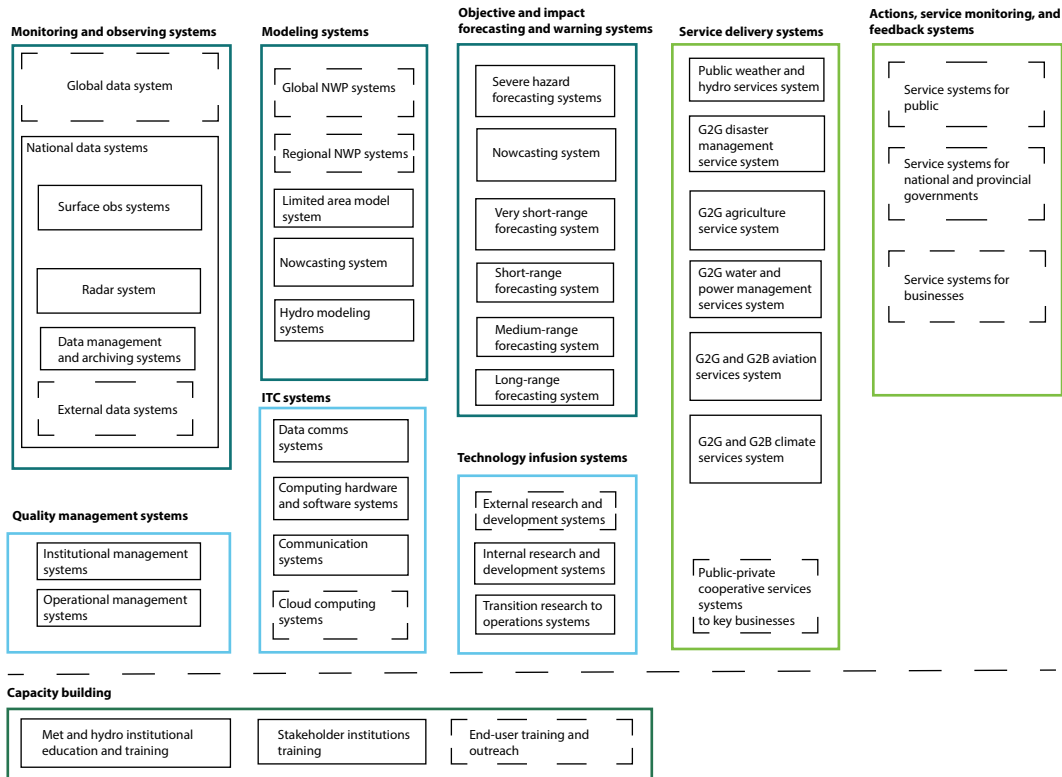 Monitoring and observing systems
Global data system
National data systems
Surface obs systems
Radar system
Data management
and archiving systems
External data systems
Modeling systems
Global NWP systems
Regional NWP systems
Limited area model
system
Nowcasting system
Hydro modeling
systems
Objective and impact
forecasting and warning systems
Severe hazard
forecasting systems
Nowcasting system
Very short-range
forecasting system
Short-range
forecasting system
Medium-range
forecasting system
Long-range
forecasting system
Service delivery systems
Public weather and
hydro services system
G2G disaster
management
service system
G2G agriculture
service system
G2G water and
power management
services system
G2G and G2B aviation
services system
G2G and G2B climate
services system
Public-private
cooperative services
systems
to key businesses
Actions, service monitoring, and
feedback systems
Service systems for
public
Service systems for
national and provincial
governments
Service systems for
businesses
Quality management systems
Institutional management
systems
Operational management
systems
ITC systems
Data comms
systems
Computing hardware
and software systems
Communication
systems
Cloud computing
systems
Technology infusion systems
External research and
development systems
Internal research and
development systems
Transition research to
operations systems
Capacity building
Met and hydro institutional
education and training
Stakeholder institutions
training
End-user training and
outreach